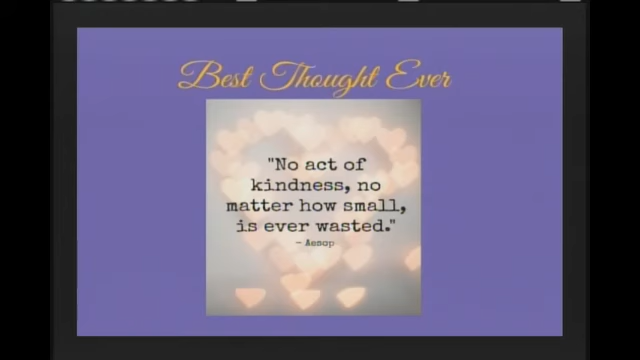 Best Thought Ever
"No act of
kindness, no
matter how small,
is ever wasted."
– Aesop